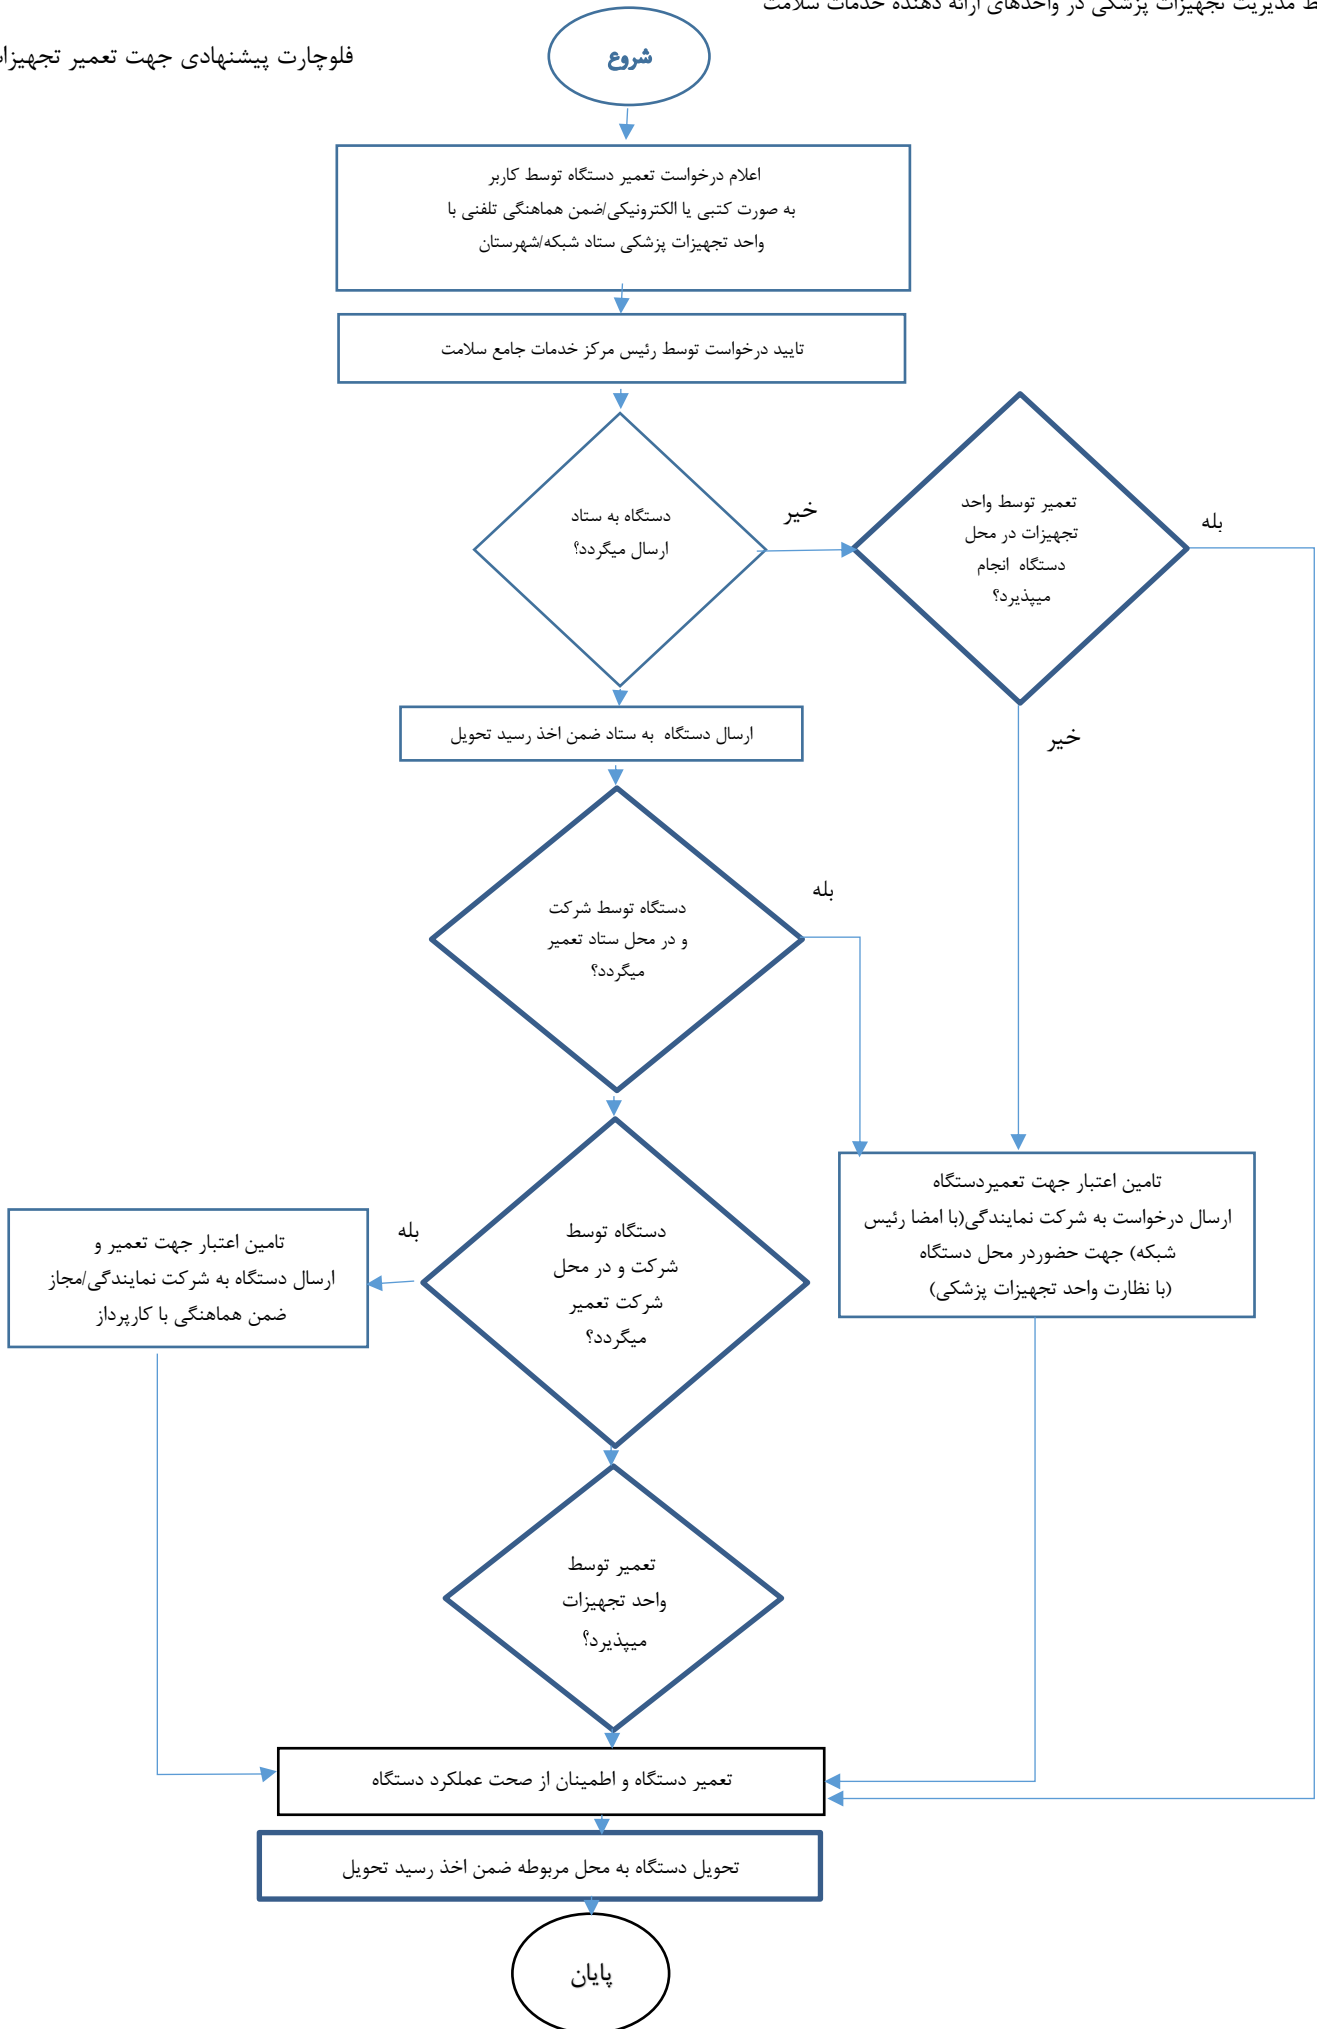 مدیریت تجهیزات پزشکی در واحدهای ارائه دهنده خدمات سلامت
فلوچارت پیشنهادی جهت تعمیر
شروع
اعلام درخواست تعمیر دستگاه توسط کاربر
به صورت کتبی یا الکترونیکی/ضمن هماهنگی تلفنی با
واحد تجهیزات پزشکی ستاد شبکه/شهرستان
تایید درخواست توسط رئیس مرکز خدمات جامع سلامت
دستگاه به ستاد
ارسال میگردد؟
خیر
تعمیر توسط واحد
تجهیزات در محل
دستگاه انجام
میپذیرد؟
بله
خیر
ارسال دستگاه به ستاد ضمن اخذ رسید تحویل
دستگاه توسط شرکت
و در محل ستاد تعمیر
میگردد؟
بله
تامین اعتبار جهت تعمیردستگاه
ارسال درخواست به شرکت نمایندگی(با امضا رئیس
شبکه) جهت حضوردر محل دستگاه
(با نظارت واحد تجهیزات پزشکی)
دستگاه توسط
شرکت و در محل
شرکت تعمیر
میگردد؟
بله
تامین اعتبار جهت تعمیر و
ارسال دستگاه به شرکت نمایندگی/مجاز
ضمن هماهنگی با کارپرداز
تعمیر توسط
واحد تجهیزات
میپذیرد؟
تعمیر دستگاه و اطمینان از صحت عملکرد دستگاه
تحویل دستگاه به محل مربوطه ضمن اخذ رسید تحویل
پایان